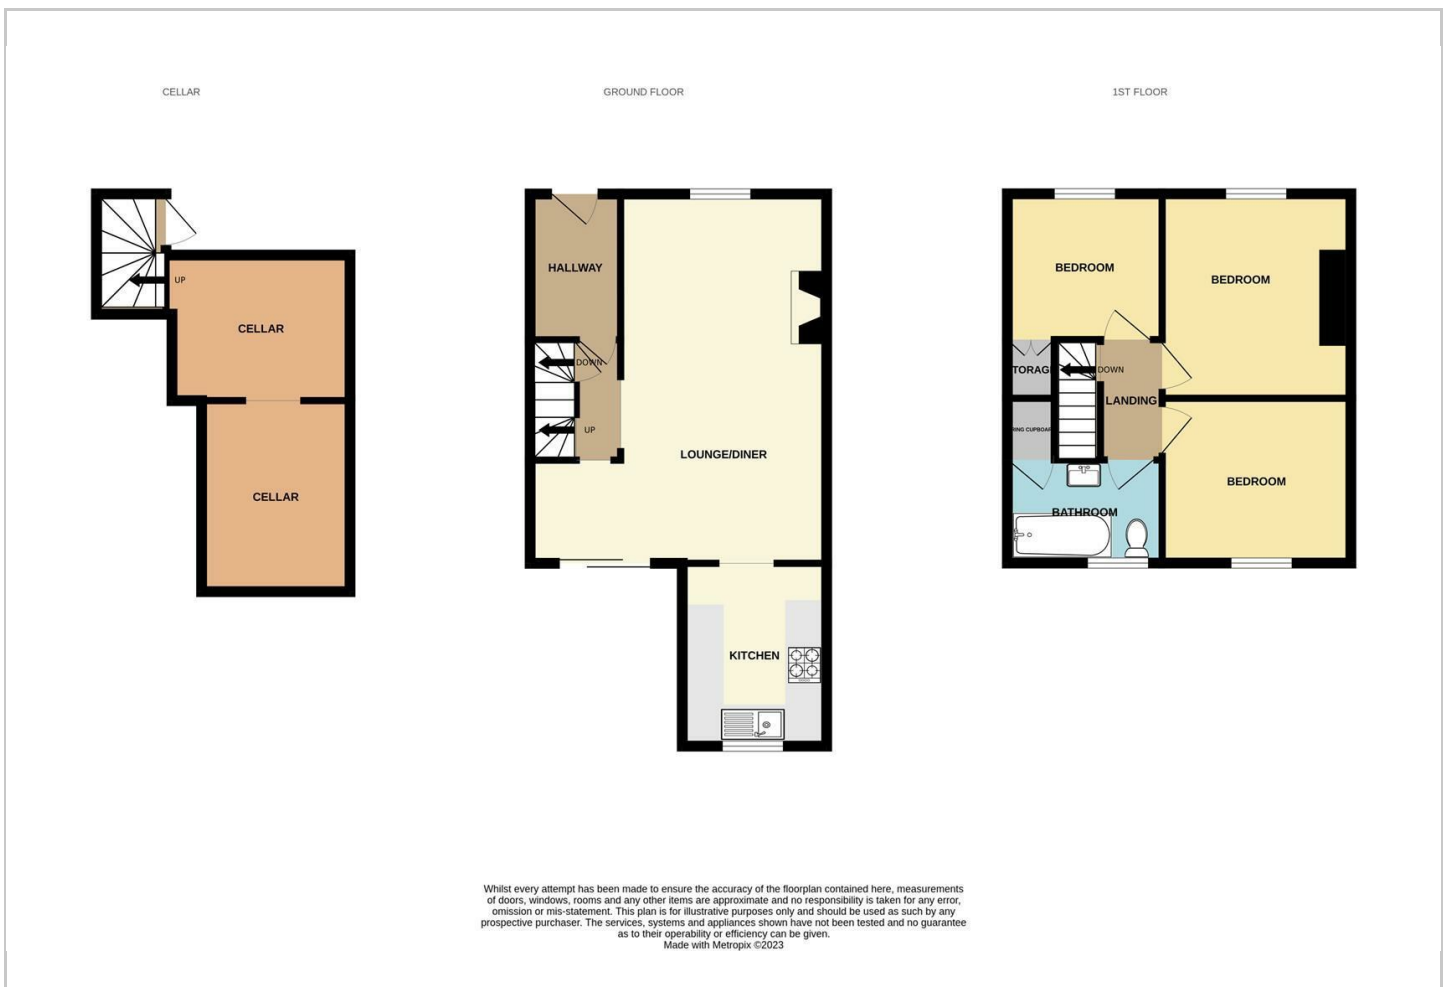 CELLAR
GROUND FLOOR
1ST FLOOR
UP
CELLAR
CELLAR
HALLWAY
DOWN
UP
LOUNGE/DINER
KITCHEN
BEDROOM
BEDROOM
TORAG
DOWN
LANDING
RING CUPBOAR
BEDROOM
BATHROOM
Whilst every attempt has been made to ensure the accuracy of the floorplan contained here, measurements
of doors, windows, rooms and any other items are approximate and no responsibility is taken for any error,
omission or mis-statement. This plan is for illustrative purposes only and should be used as such by any
prospective purchaser. The services, systems and appliances shown have not been tested and no guarantee
as to their operability or efficiency can be given.
Made with Metropix ©2023